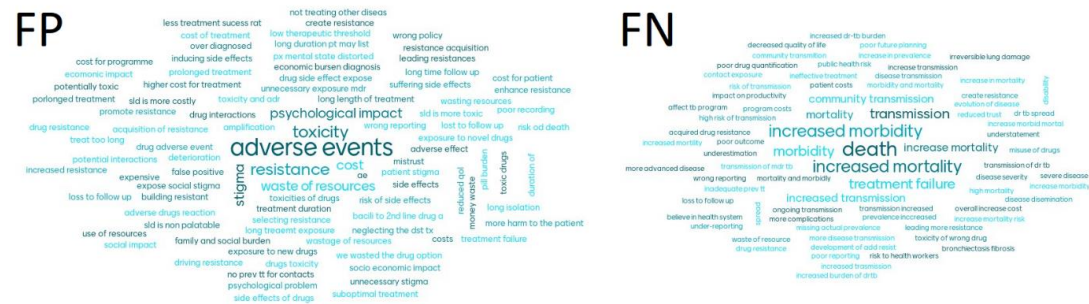 FP
not treating other diseas
less treatment sucess rat
create resistance
cost of treatment
low therapeutic threshold
wrong policy
over diagnosed
long duration pt may list
resistance acquisition
inducing side effects
px mental state distorted
leading resistances
cost for programme
economic bursen diagnosis
long time follow up
economic impact
prolonged treatment
drug side effect expose
suffering side effects
cost for patient
potentially toxic
higher cost for treatment
unnecessary exposure mdr
enhance resistance
porlonged treatment
sld is more costly
toxicity and adr
long length of treatment
wasting resources
promote resistance
drug interactions
psychological impact
sld is more toxic
poor recording
drug resistance
acquisition of resistance
amplification
toxicity
wrong reporting
lost to follow up
risk od death
treat too long
exposure to novel drugs
drug adverse event
adverse events
adverse effect
potential interactions
deterioration
mistrust
increased resistance
false positive
stigma
resistance
cost
patient stigma
reduced qol
pill burden
toxic drugs
duration of
expensive
ae
expose social stigma
waste of resources
side effects
money waste
loss to follow up
building resistant
toxicities of drugs
risk of side effects
adverse drugs reaction
treatment duration
bacili to 2nd line drug a
long isolation
sld is non palatable
selecting resistance
more harm to the patient
use of resources
long treaemt exposure
neglecting the dst tx
social impact
family and social burden
wastage of resources
costs
treatment failure
exposure to new drugs
we wasted the drug option
driving resistance
drugs toxicity
socio economic impact
no prev tt for contacts
unnecessary stigma
psychological problem
suboptimal treatment
side effects of drugs
FN
increased dr-tb burden
decreased quality of life
poor future planning
community transmition
increase in prevalence
irreversible lung damage
poor drug quantification
public health risk
increase transmission
contact exposure
ineffective treatment
disease transmission
increase in mortality
risk of transmission
patient costs
morbidity and mortality
disability
impact on productivity
community transmission
create resistance
evolution of disease
affect tb program
program costs
mortality
transmission
reduced trust
dr tb spread
high risk of transmission
increase morbid mortal
acquired drug resistance
increased morbidity
understatement
increased mortlity
poor outcome
morbidity
death
increase mortality
misuse of drugs
underestimation
more advanced disease
transmission of mdr tb
increased mortality
transmission of dr tb
wrong reporting
mortality and morbidly
treatment failure
disease severity
severe disease
inadequate prev tt
high mortality
increase morbidity
loss to follow up
increased transmission
disease disemination
spread
ongoing transmission
transmission increased
overall increase cost
believe in health system
more complications
prevalence inccreased
increase mortality risk
under-reporting
missing actual prevalence
leading more resistance
waste of resource
more disease transmission
toxicity of wrong drug
drug resistance
development of add resist
bronchiectasis fibrosis
poor reporting
risk to health workers
increased trasmission
increased burden of drtb